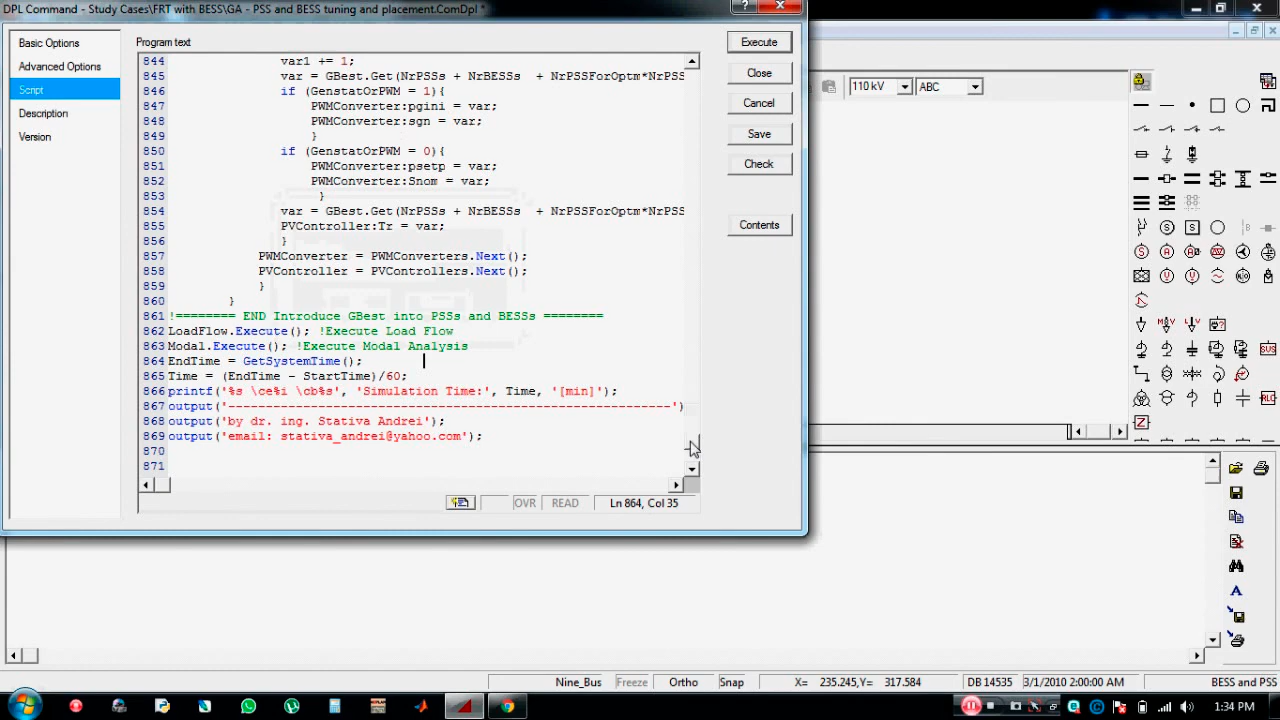 DPL Command - Study Cases\FRT with BESS\GA - PSS and BESS tuning and placement.ComDpl *
Basic Options
Advanced Options
Script
Description
Version
Program text
844 var1 += 1;
845 var = GBest.Get(NrPSSs + NrBESSs  + NrPSSForOptm*NrPSS
846 if (GenstatOrPWM = 1){
847 PWMConverter:pgini = var;
848 PWMConverter:sgn = var;
849 }
850 if (GenstatOrPWM = 0){
851 PWMConverter:psetp = var;
852 PWMConverter:Snom = var;
853 }
854 var = GBest.Get(NrPSSs + NrBESSs  + NrPSSForOptm*NrPSS
855 PVController:Tr = var;
856 }
857 PWMConverter = PWMConverters.Next();
858 PVController = PVControllers.Next();
859 }
860 }
861 !======== END Introduce GBest into PSSs and BESSs ========
862 LoadFlow.Execute(); !Execute Load Flow
863 Modal.Execute(); !Execute Modal Analysis
864 EndTime = GetSystemTime();
865 Time = (EndTime - StartTime)/60;
866 printf('%s \ce%i \cb%s', 'Simulation Time:', Time, '[min]');
867 output('-----------------------------------------------------------')
868 output('by dr. ing. Stativa Andrei');
869 output('email: stativa_andrei@yahoo.com');
870
871
OVR READ Ln 864, Col 35
Execute
Close
Cancel
Save
Check
Contents
110 kV ABC
Nine_Bus Freeze Ortho Snap X= 235.245,Y= 317.584 DB 14535 3/1/2010 2:00:00 AM BESS and PSS
1:34 PM